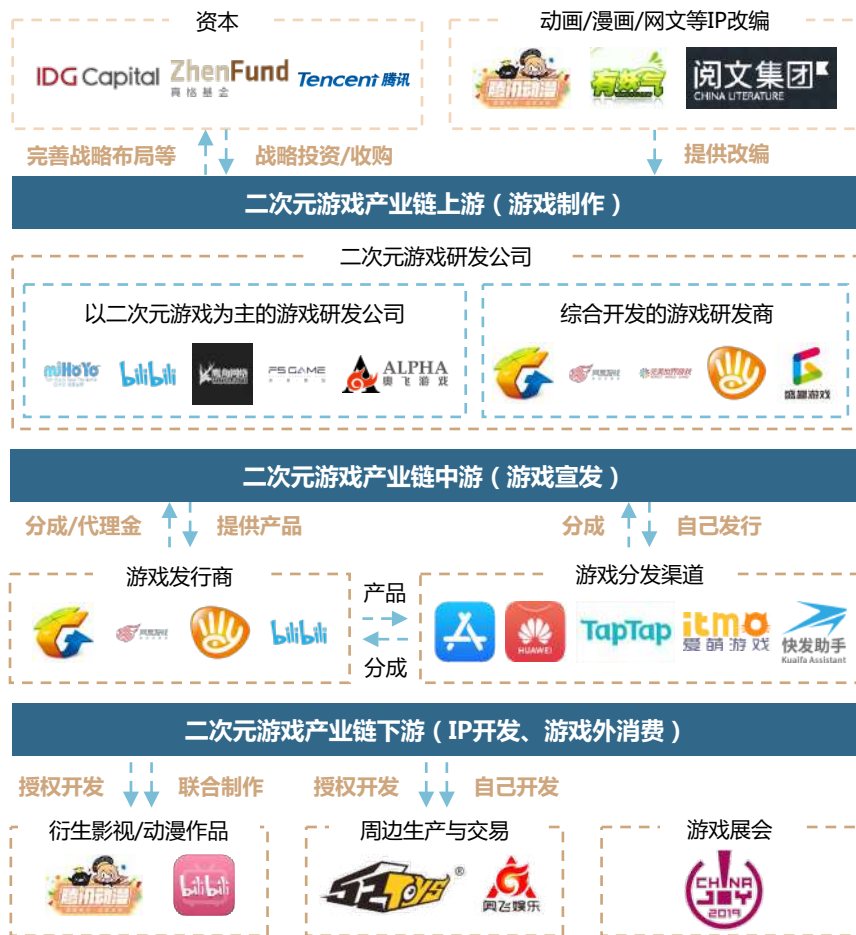 资本
动画/漫画/网文等IP改编
IDG Capital
ZhenFund
真格基金
Tencent 腾讯
腾讯动漫
有妖气
阅文集团
CHINA LITERATURE
完善战略布局等
战略投资/收购
提供改编
二次元游戏产业链上游（游戏制作）
二次元游戏研发公司
以二次元游戏为主的游戏研发公司
综合开发的游戏研发商
miHoYo
bilibili
ALPHA
奥飞游戏
完美世界游戏
盛趣游戏
二次元游戏产业链中游（游戏宣发）
分成/代理金
提供产品
分成
自己发行
游戏发行商
产品
游戏分发渠道
bilibili
HUAWEI
TapTap
itmo
爱萌游戏
快发助手
Kuaifa Assistant
分成
二次元游戏产业链下游（IP开发、游戏外消费）
授权开发
联合制作
授权开发
自己开发
衍生影视/动漫作品
周边生产与交易
游戏展会
腾讯动漫
bilibili
52TOYS®
奥飞娱乐
CHINA
JOY
2019